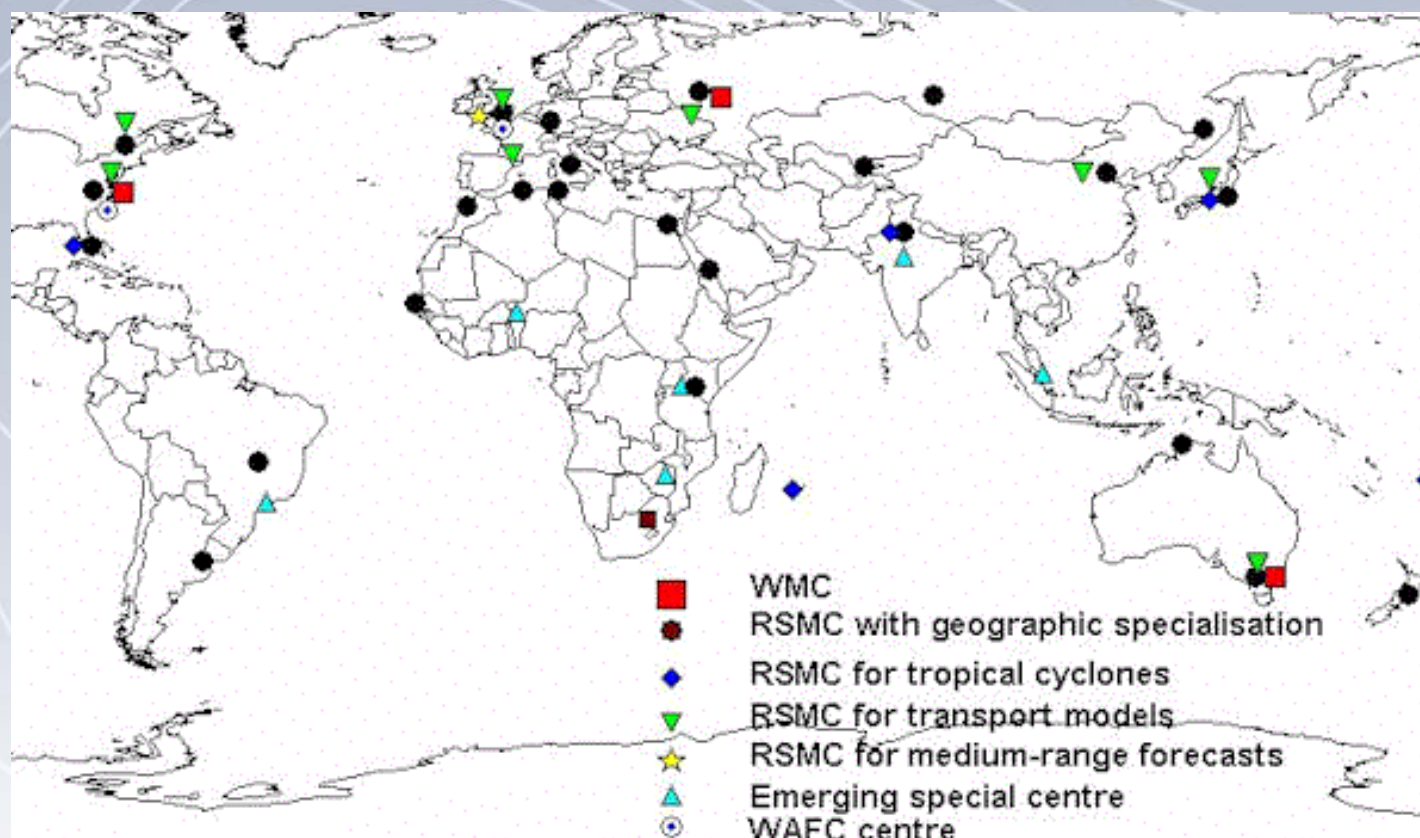 WMC
RSMC with geographic specialisation
RSMC for tropical cyclones
RSMC for transport models
RSMC for medium-range forecasts
Emerging special centre
WAFC centre